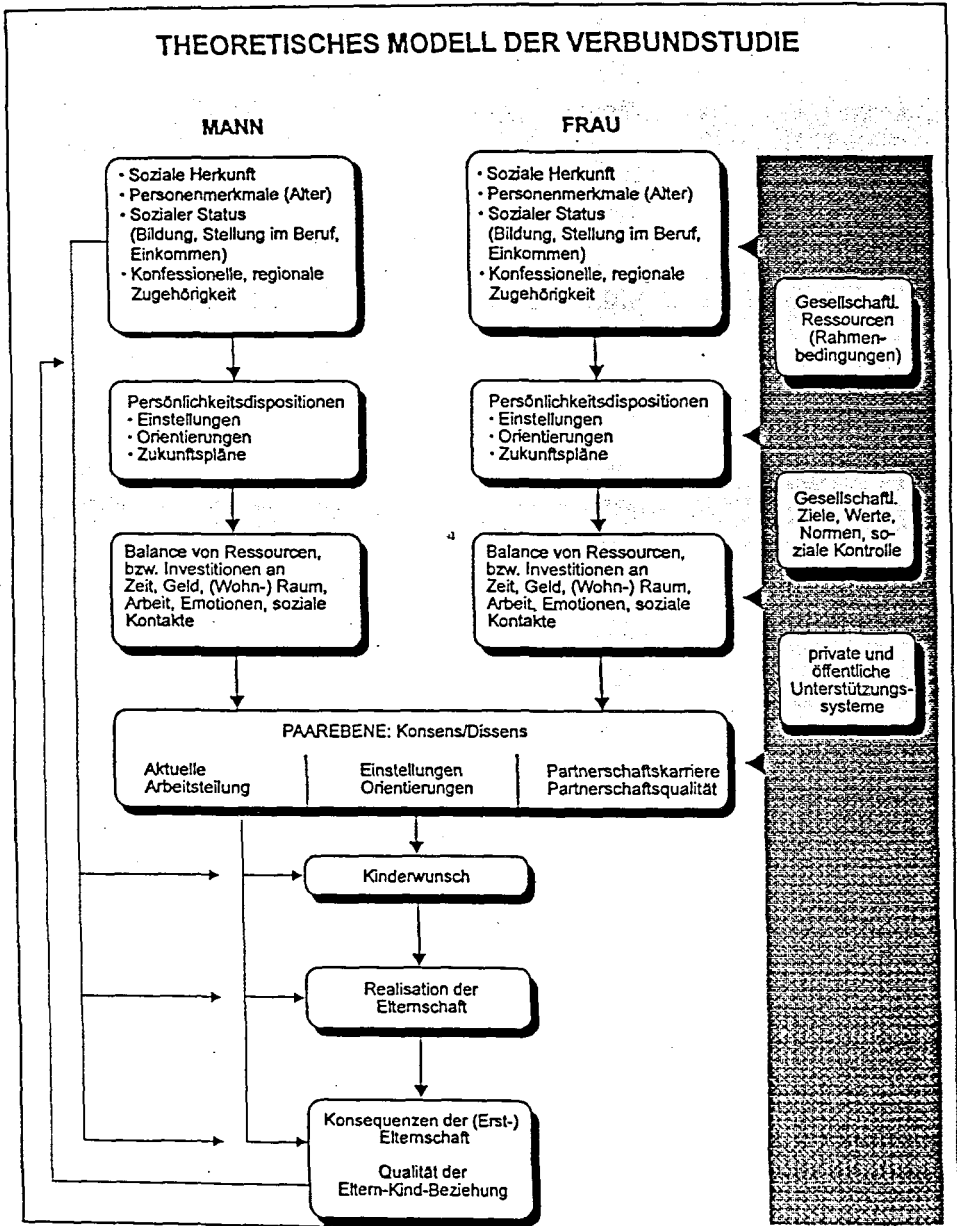 THEORETISCHES MODELL DER VERBUNDSTUDIE
MANN
• Soziale Herkunft
• Personenmerkmale (Alter)
• Sozialer Status
(Bildung, Stellung im Beruf,
Einkommen)
• Konfessionelle, regionale
Zugehörigkeit
Persönlichkeitsdispositionen
• Einstellungen
• Orientierungen
• Zukunftspläne
Balance von Ressourcen,
bzw. Investitionen an
Zeit, Geld, (Wohn-) Raum,
Arbeit, Emotionen, soziale
Kontakte
FRAU
• Soziale Herkunft
• Personenmerkmale (Alter)
• Sozialer Status
(Bildung, Stellung im Beruf,
Einkommen)
• Konfessionelle, regionale
Zugehörigkeit
Persönlichkeitsdispositionen
• Einstellungen
• Orientierungen
• Zukunftspläne
Balance von Ressourcen,
bzw. Investitionen an
Zeit, Geld, (Wohn-) Raum,
Arbeit, Emotionen, soziale
Kontakte
PAAREBENE: Konsens/Dissens
Aktuelle
Arbeitsteilung
Einstellungen
Orientierungen
Partnerschaftskarriere
Partnerschaftsqualität
Kinderwunsch
Realisation der
Elternschaft
Konsequenzen der (Erst-)
Elternschaft
Qualität der
Eltern-Kind-Beziehung
Gesellschaftl.
Ressourcen
(Rahmen-
bedingungen)
Gesellschaftl.
Ziele, Werte,
Normen, so-
ziale Kontrolle
private und
öffentliche
Unterstützungs-
systeme